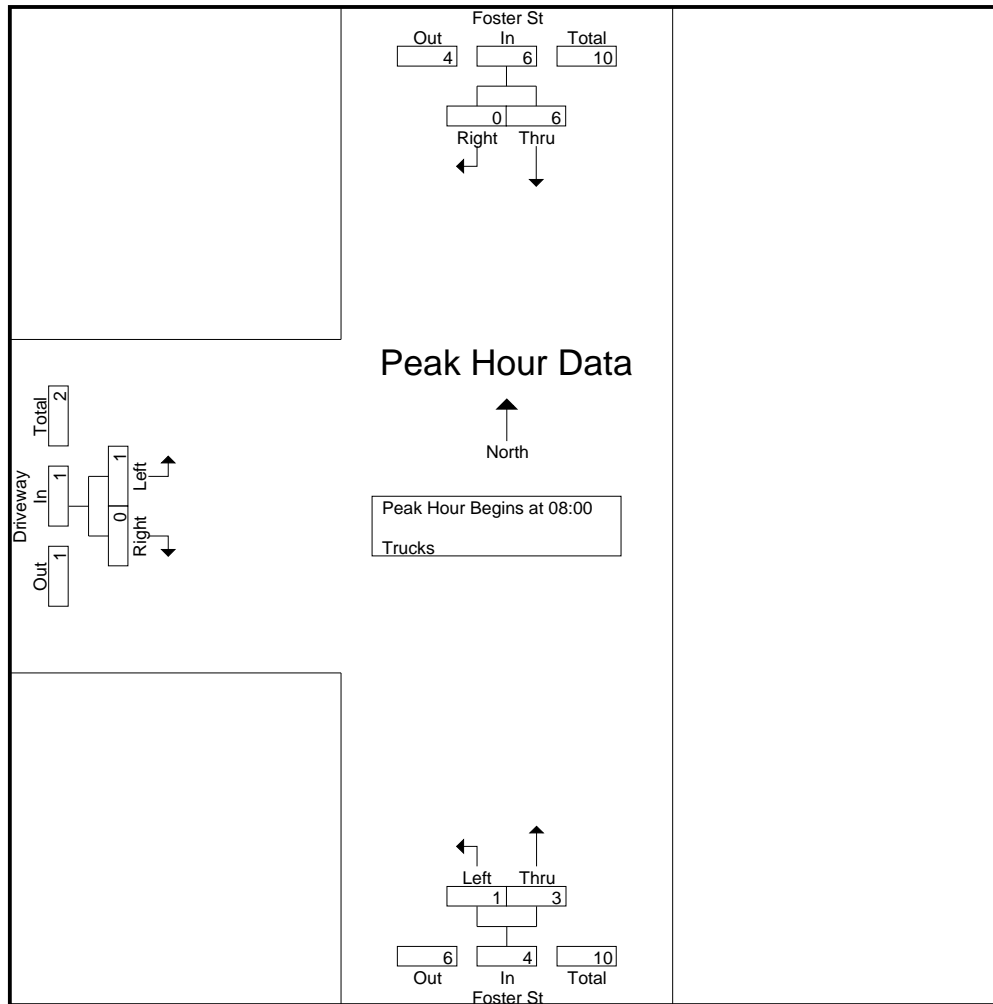 Foster St
Out In Total
4 6 10
0 6
Right Thru
Peak Hour Data
North
Peak Hour Begins at 08:00
Trucks
Driveway
Out In Total
1 1 2
Right Left
0 1
Left Thru
1 3
6 4 10
Out In Total
Foster St